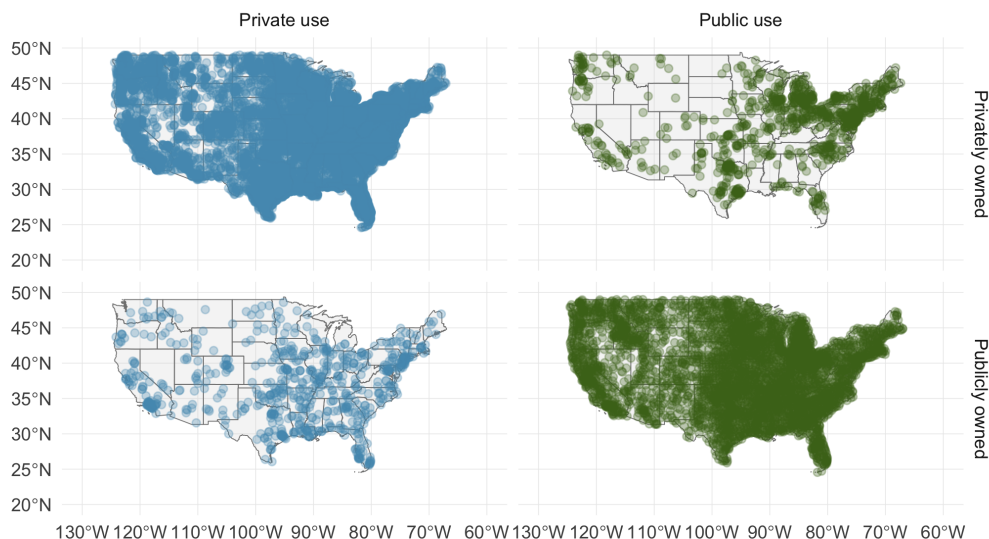 Private use Public use
50°N
45°N
40°N
35°N
30°N
25°N
20°N
Privately owned
50°N
45°N
40°N
35°N
30°N
25°N
20°N
Publicly owned
130°W 120°W 110°W 100°W 90°W 80°W 70°W 60°W 130°W 120°W 110°W 100°W 90°W 80°W 70°W 60°W